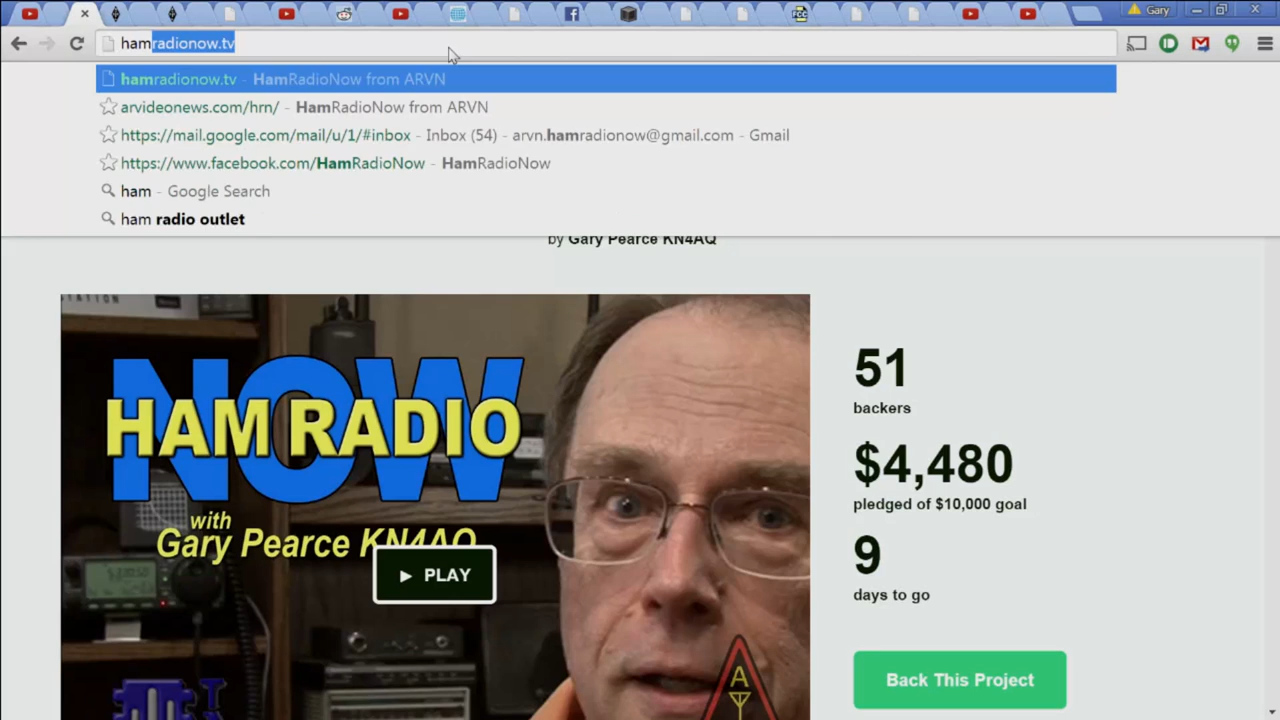 Gary
hamradionow.tv
hamradionow.tv - HamRadioNow from ARVN
arvideonews.com/hrn/ - HamRadioNow from ARVN
https://mail.google.com/mail/u/1/#inbox - Inbox (54) - arvn.hamradionow@gmail.com - Gmail
https://www.facebook.com/HamRadioNow - HamRadioNow
ham - Google Search
ham radio outlet
by Gary Pearce KN4AQ
NOW
HAM RADIO
with
Gary Pearce KN4AQ
PLAY
51
backers
$4,480
pledged of $10,000 goal
9
days to go
Back This Project
A